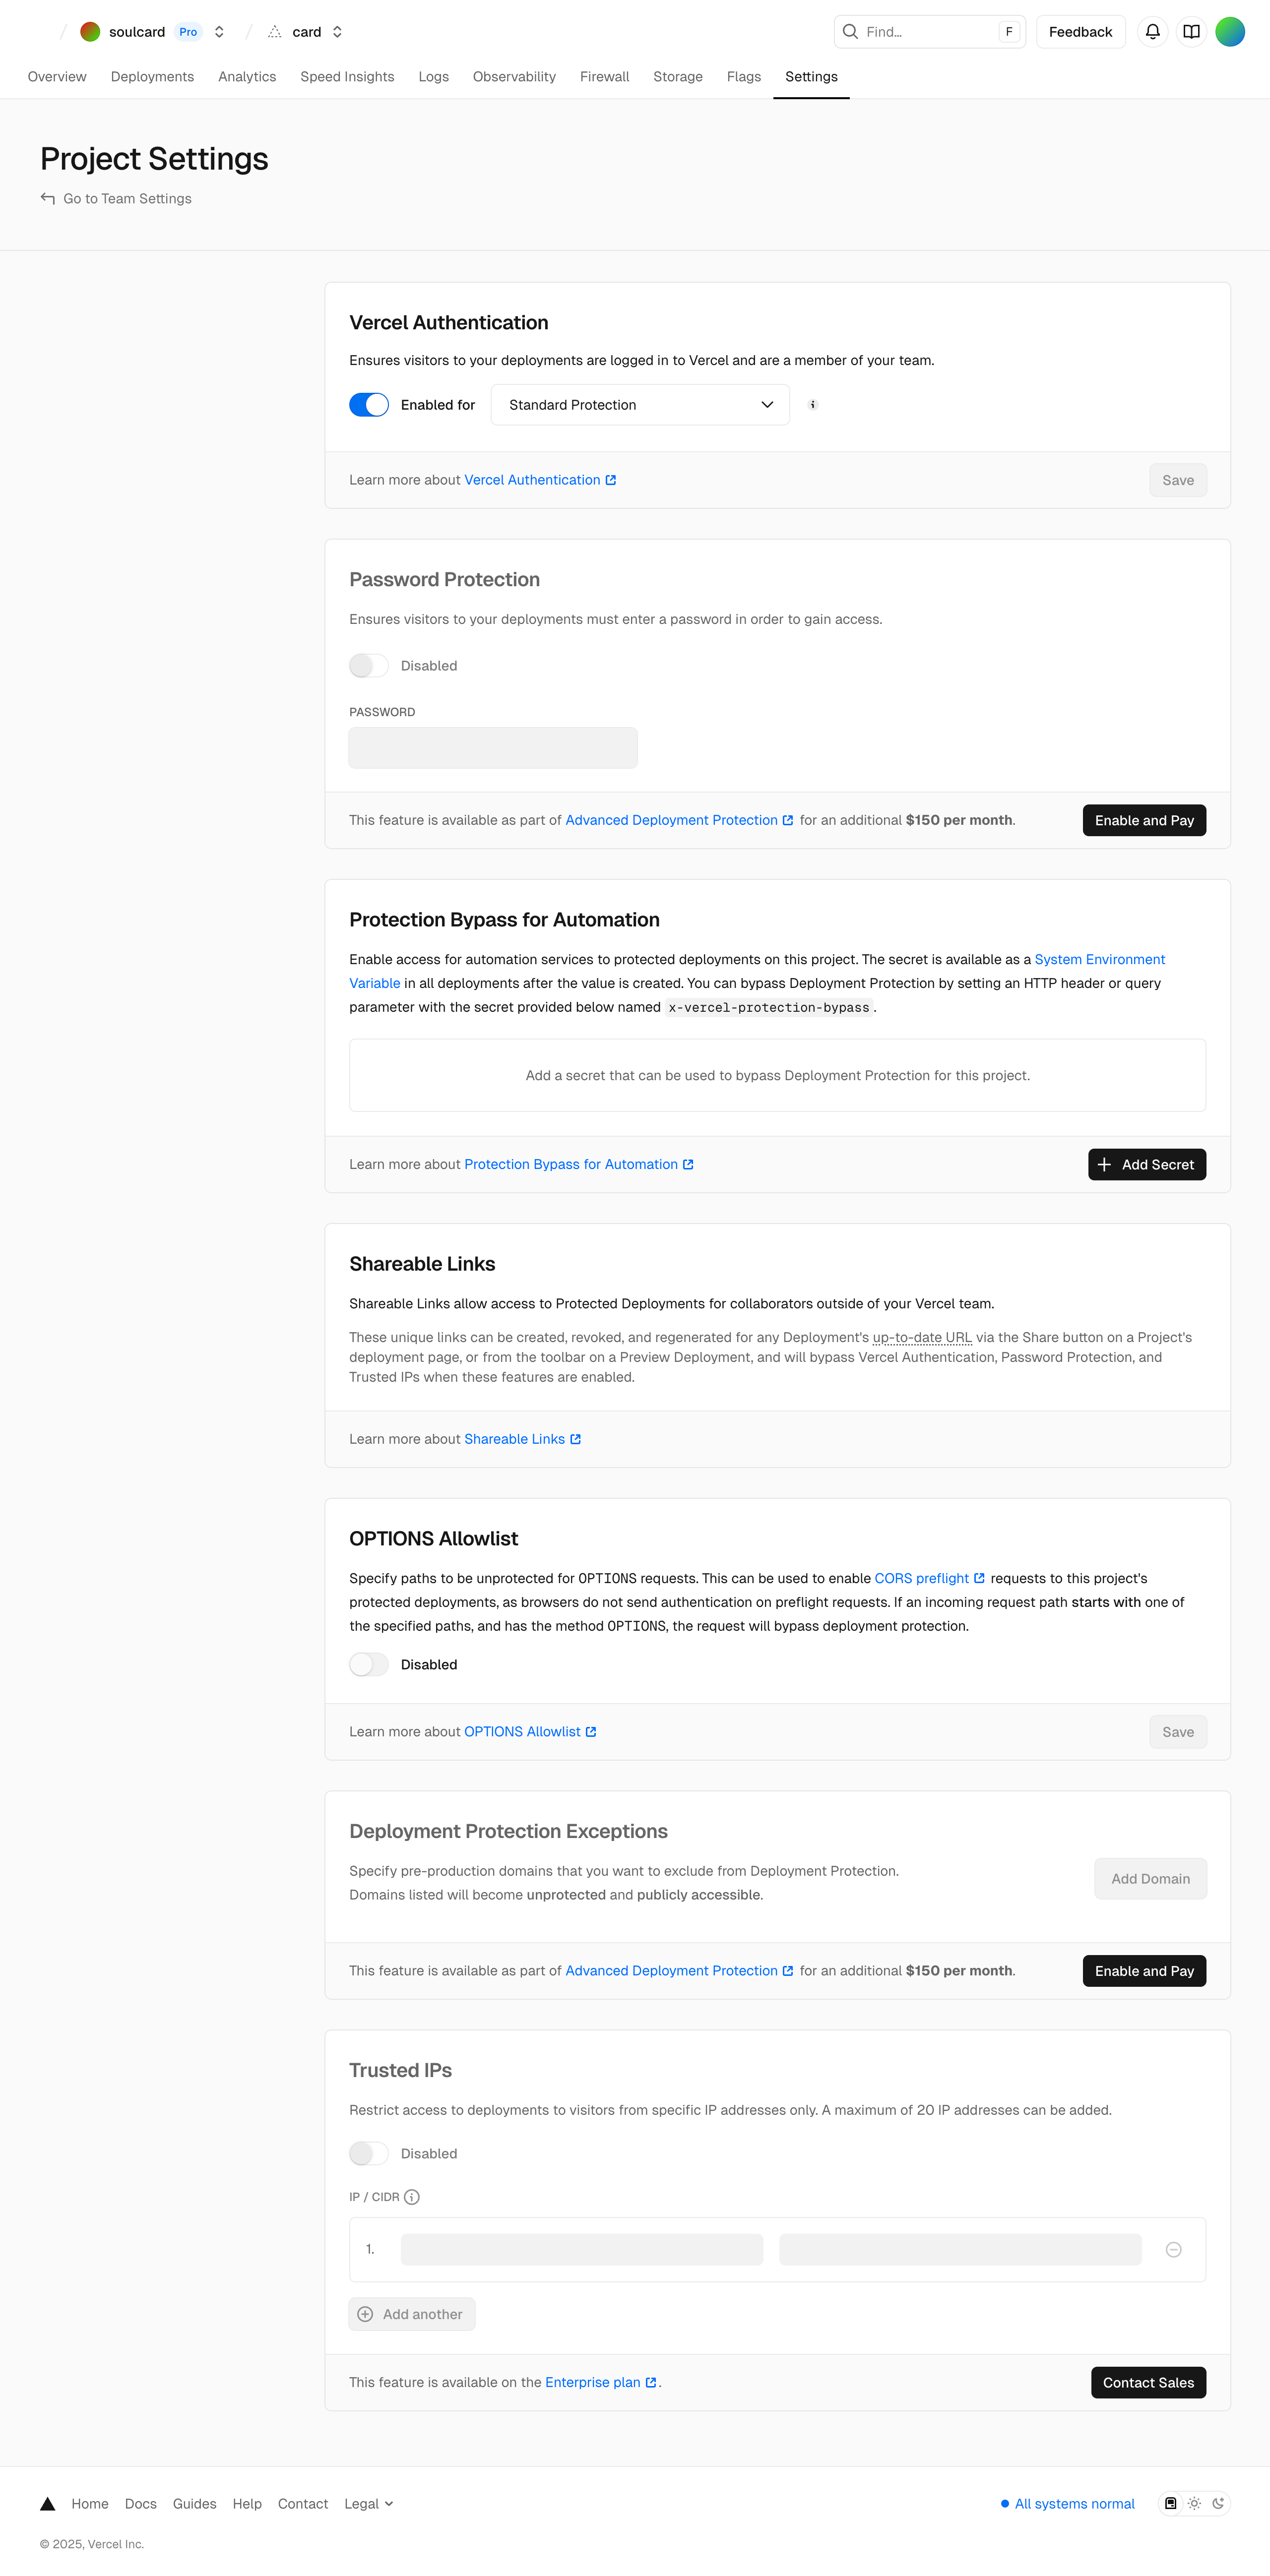 / soulcard Pro / card Find... F Feedback
Overview Deployments Analytics Speed Insights Logs Observability Firewall Storage Flags Settings
Project Settings
Go to Team Settings
Vercel Authentication
Ensures visitors to your deployments are logged in to Vercel and are a member of your team.
Enabled for Standard Protection
Learn more about Vercel Authentication Save
Password Protection
Ensures visitors to your deployments must enter a password in order to gain access.
Disabled
PASSWORD
This feature is available as part of Advanced Deployment Protection for an additional $150 per month. Enable and Pay
Protection Bypass for Automation
Enable access for automation services to protected deployments on this project. The secret is available as a System Environment
Variable in all deployments after the value is created. You can bypass Deployment Protection by setting an HTTP header or query
parameter with the secret provided below named x-vercel-protection-bypass.
Add a secret that can be used to bypass Deployment Protection for this project.
Learn more about Protection Bypass for Automation Add Secret
Shareable Links
Shareable Links allow access to Protected Deployments for collaborators outside of your Vercel team.
These unique links can be created, revoked, and regenerated for any Deployment's up-to-date URL via the Share button on a Project's
deployment page, or from the toolbar on a Preview Deployment, and will bypass Vercel Authentication, Password Protection, and
Trusted IPs when these features are enabled.
Learn more about Shareable Links
OPTIONS Allowlist
Specify paths to be unprotected for OPTIONS requests. This can be used to enable CORS preflight requests to this project's
protected deployments, as browsers do not send authentication on preflight requests. If an incoming request path starts with one of
the specified paths, and has the method OPTIONS, the request will bypass deployment protection.
Disabled
Learn more about OPTIONS Allowlist Save
Deployment Protection Exceptions
Specify pre-production domains that you want to exclude from Deployment Protection.
Domains listed will become unprotected and publicly accessible.
Add Domain
This feature is available as part of Advanced Deployment Protection for an additional $150 per month. Enable and Pay
Trusted IPs
Restrict access to deployments to visitors from specific IP addresses only. A maximum of 20 IP addresses can be added.
Disabled
IP / CIDR
1.
Add another
This feature is available on the Enterprise plan. Contact Sales
Home Docs Guides Help Contact Legal All systems normal
© 2025, Vercel Inc.